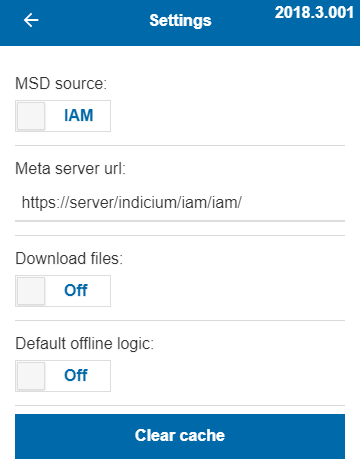 Settings
2018.3.001
MSD source:
IAM
Meta server url:
https://server/indicium/iam/iam/
Download files:
Off
Default offline logic:
Off
Clear cache